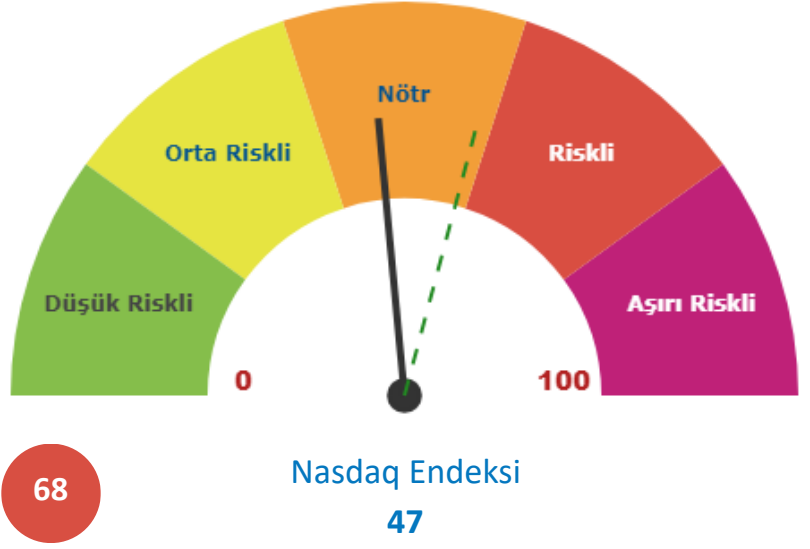 Nötr
Orta Riskli
Riskli
Düşük Riskli
Aşırı Riskli
0
100
Nasdaq Endeksi
68
47